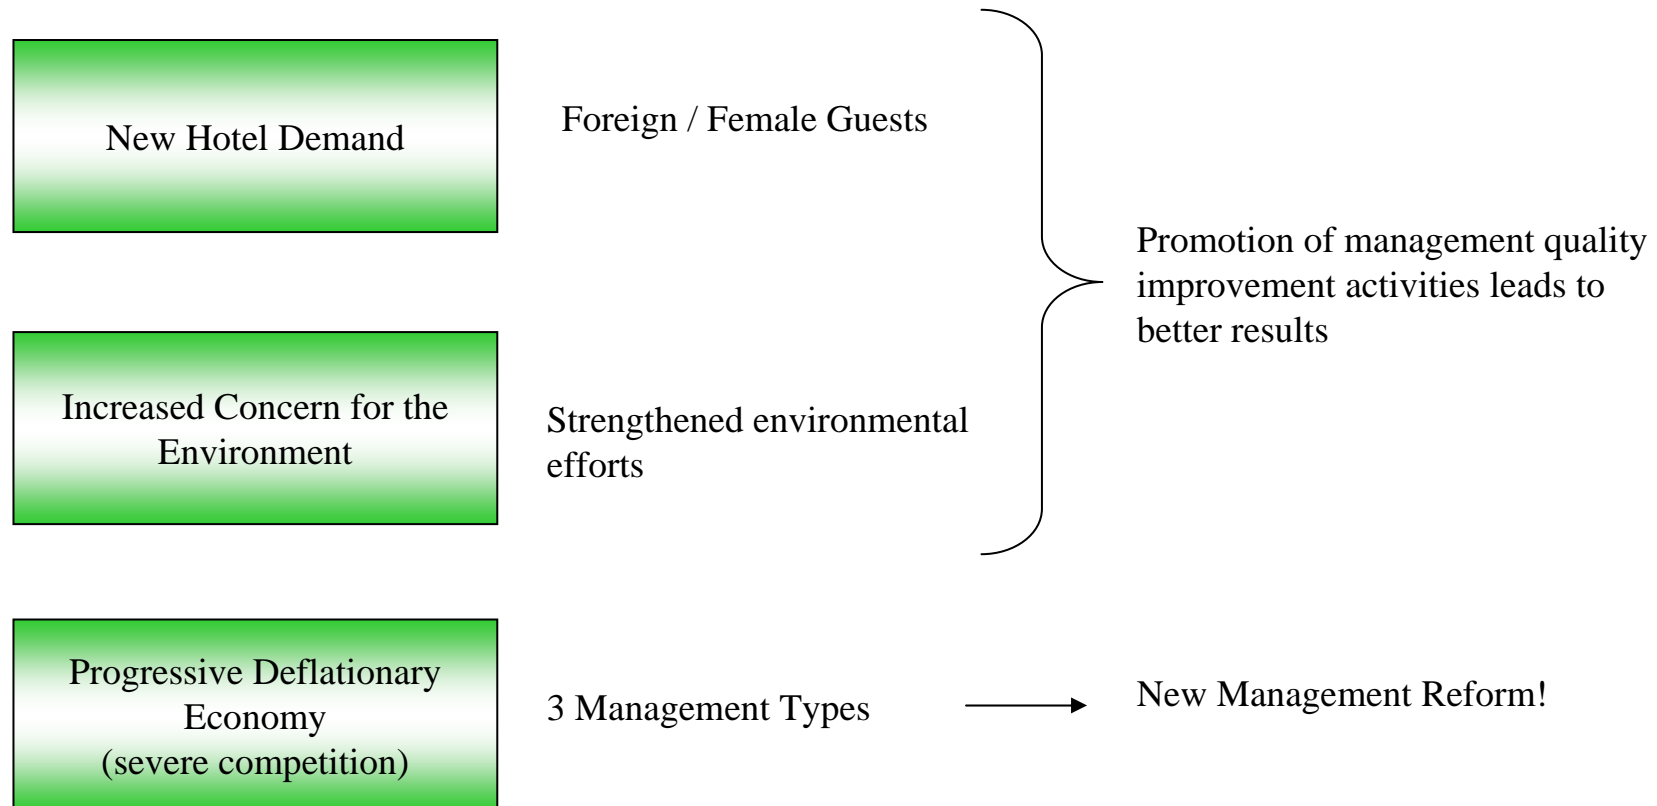 New Hotel Demand
Foreign / Female Guests
Promotion of management quality
improvement activities leads to
better results
Increased Concern for the
Environment
Strengthened environmental
efforts
Progressive Deflationary
Economy
(severe competition)
3 Management Types
New Management Reform!